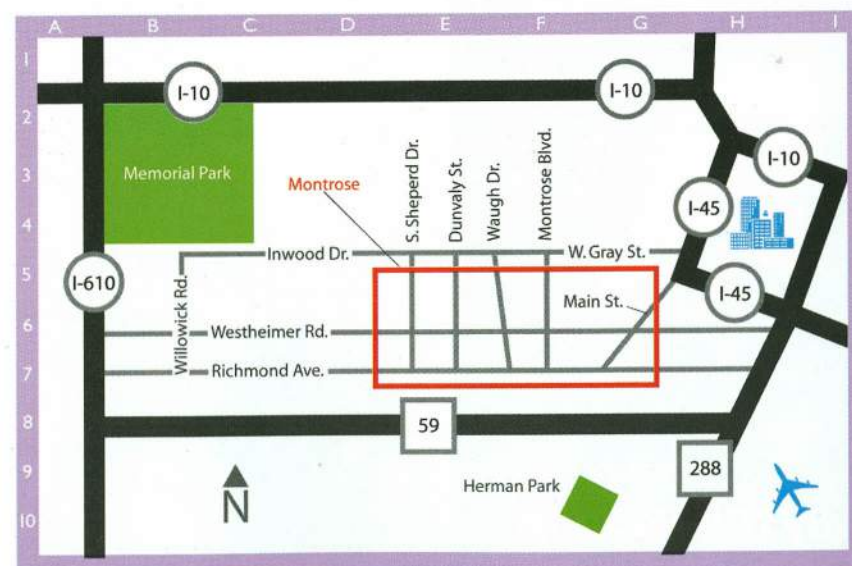 A B C D E F G H I
1
I-10
I-10
2
I-10
3
Memorial Park
Montrose
S. Sheperd Dr.
Dunvaly St.
Waugh Dr.
Montrose Blvd.
4
I-45
Inwood Dr.
W. Gray St.
5
I-610
Willowick Rd.
I-45
Main St.
6
Westheimer Rd.
7
Richmond Ave.
8
59
9
288
Herman Park
N
10